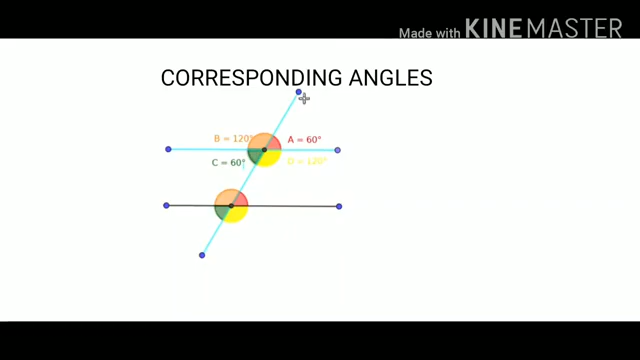 Made with KINEMASTER
CORRESPONDING ANGLES
B = 120° A = 60°
C = 60° D = 120°